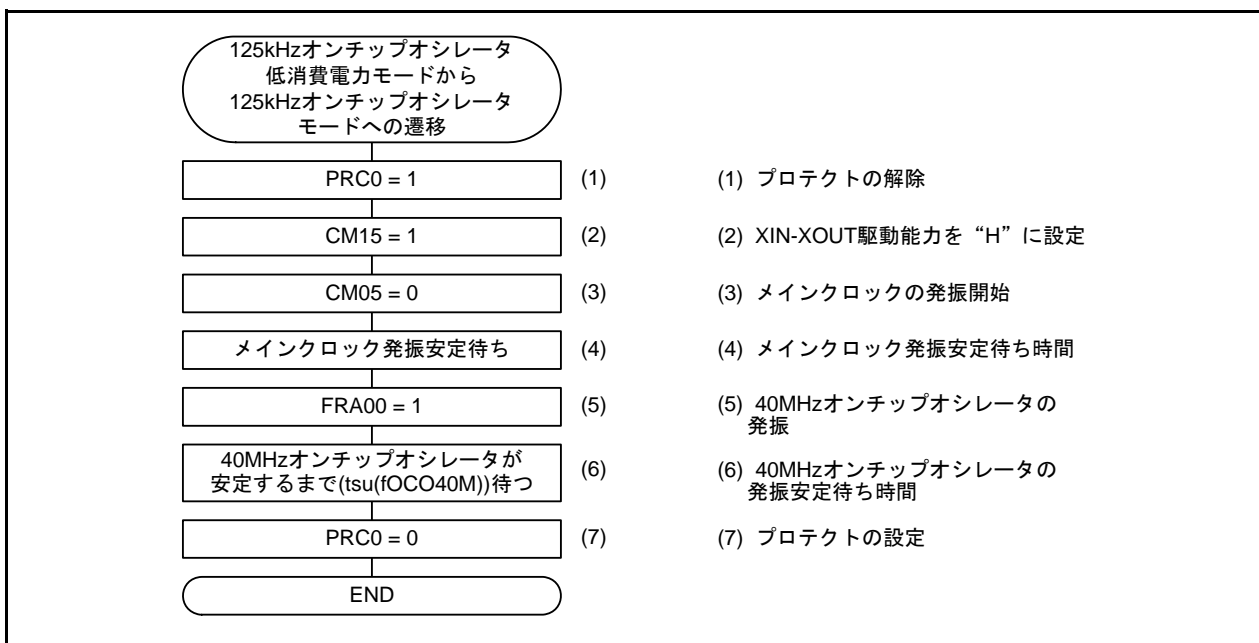 125kHzオンチップオシレータ
低消費電力モードから
125kHzオンチップオシレータ
モードへの遷移
PRC0 = 1
(1)
(1) プロテクトの解除
CM15 = 1
(2)
(2) XIN-XOUT駆動能力を“H”に設定
CM05 = 0
(3)
(3) メインクロックの発振開始
メインクロック発振安定待ち
(4)
(4) メインクロック発振安定待ち時間
FRA00 = 1
(5)
(5) 40MHzオンチップオシレータの
発振
40MHzオンチップオシレータが
安定するまで(tsu(fOCO40M))待つ
(6)
(6) 40MHzオンチップオシレータの
発振安定待ち時間
PRC0 = 0
(7)
(7) プロテクトの設定
END